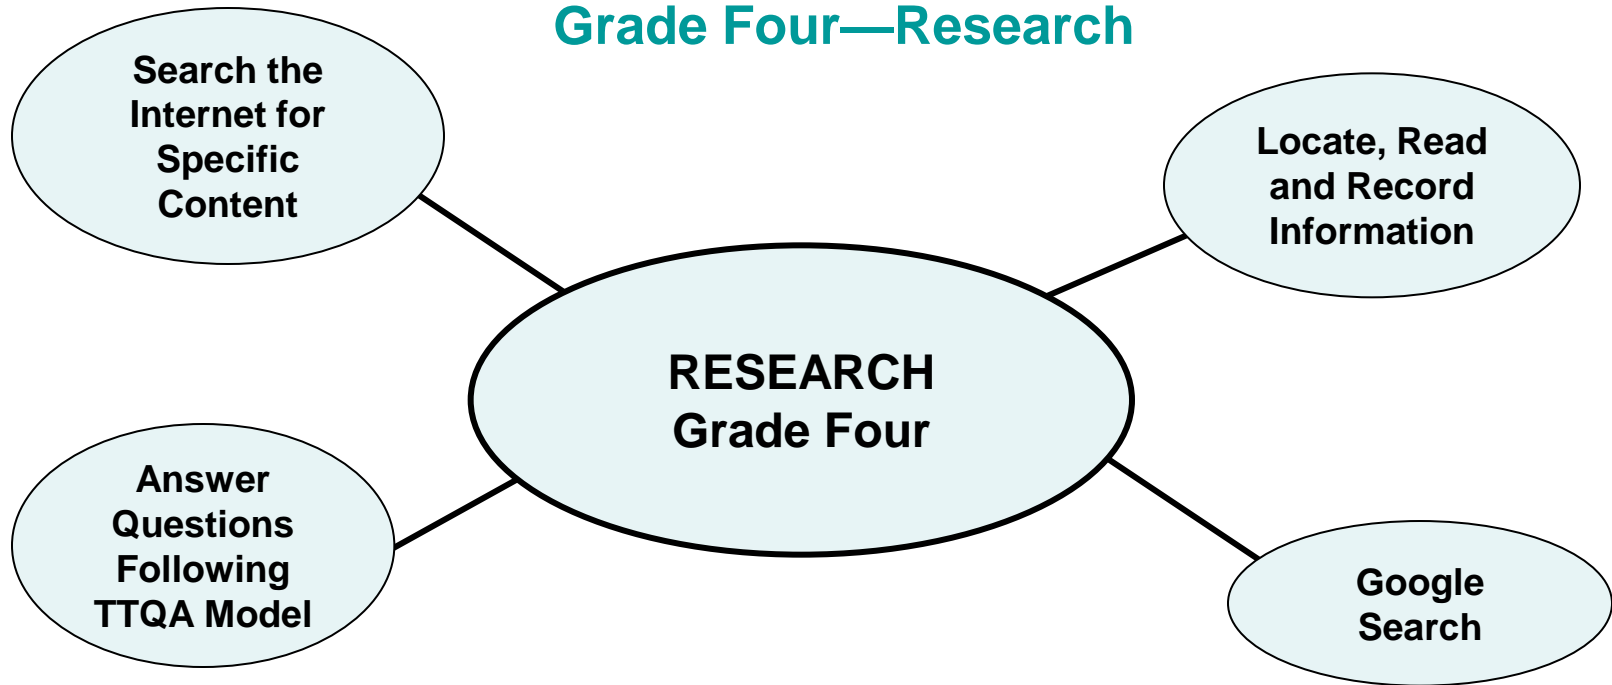 Grade Four—Research
Search the
Internet for
Specific
Content
Locate, Read
and Record
Information
RESEARCH
Grade Four
Answer
Questions
Following
TTQA Model
Google
Search